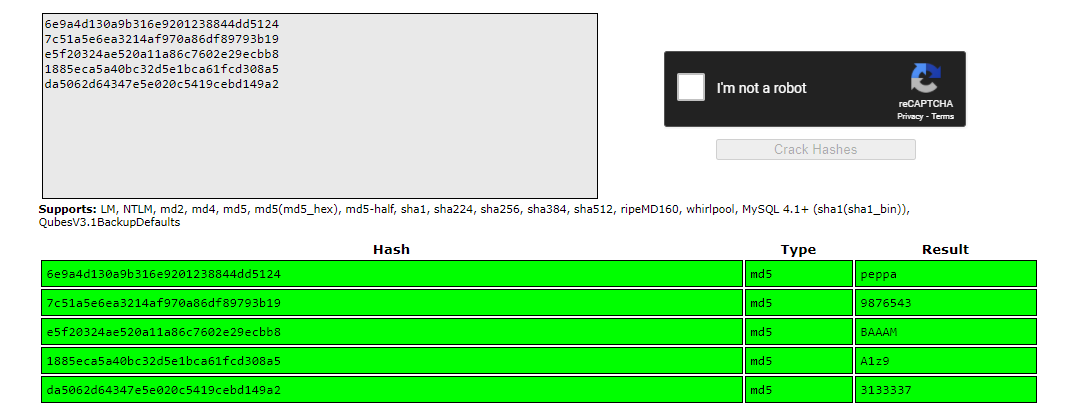 6e9a4d130a9b316e9201238844dd5124
7c51a5e6ea3214af970a86df89793b19
e5f20324ae520a11a86c7602e29ecbb8
1885eca5a40bc32d5e1bca61fcd308a5
da5062d64347e5e020c5419cebd149a2
I'm not a robot
reCAPTCHA
Privacy - Terms
Crack Hashes
Supports: LM, NTLM, md2, md4, md5, md5(md5_hex), md5-half, sha1, sha224, sha256, sha384, sha512, ripeMD160, whirlpool, MySQL 4.1+ (sha1(sha1_bin)),
QubesV3.1BackupDefaults
Hash Type Result
6e9a4d130a9b316e9201238844dd5124 md5 peppa
7c51a5e6ea3214af970a86df89793b19 md5 9876543
e5f20324ae520a11a86c7602e29ecbb8 md5 BAAAM
1885eca5a40bc32d5e1bca61fcd308a5 md5 A1z9
da5062d64347e5e020c5419cebd149a2 md5 3133337